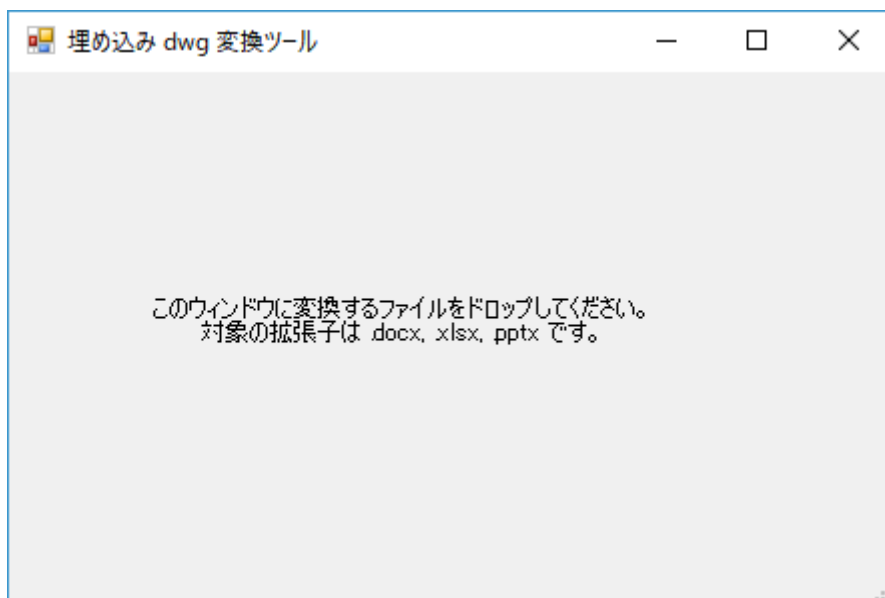 埋め込み dwg 変換ツール
このウィンドウに変換するファイルをドロップしてください。
対象の拡張子は .docx, .xlsx, .pptx です。